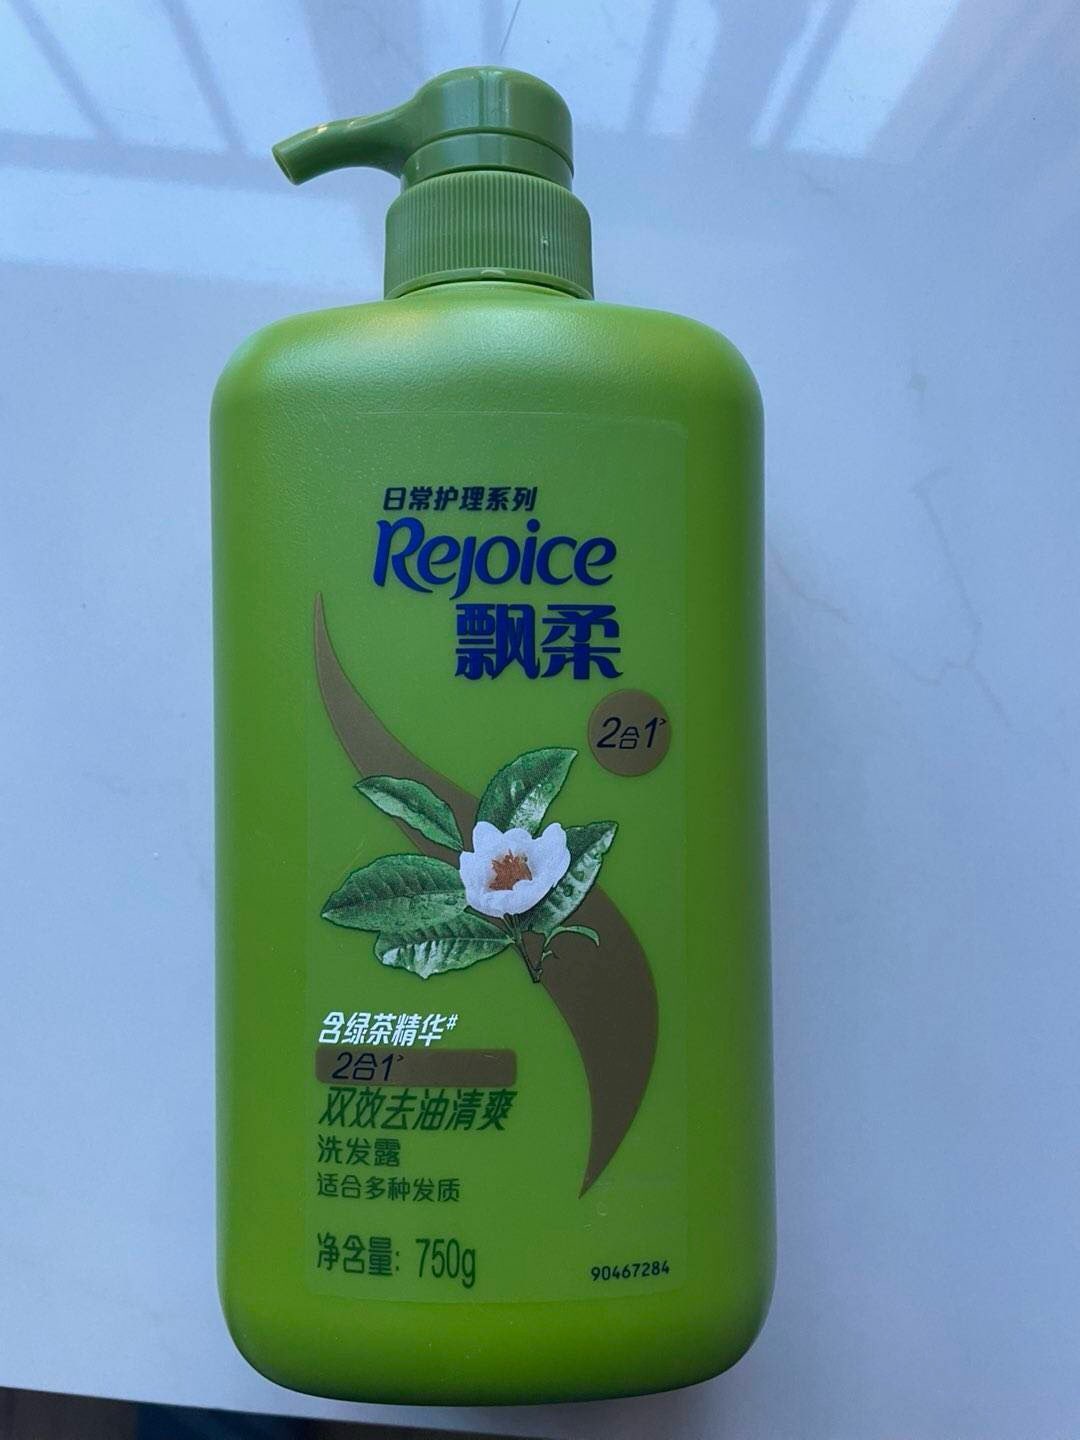 日常护理系列
Rejoice
飘柔
2合1>
含绿茶精华#
2合1>
双效去油清爽
洗发露
适合多种发质
净含量: 750g
90467284